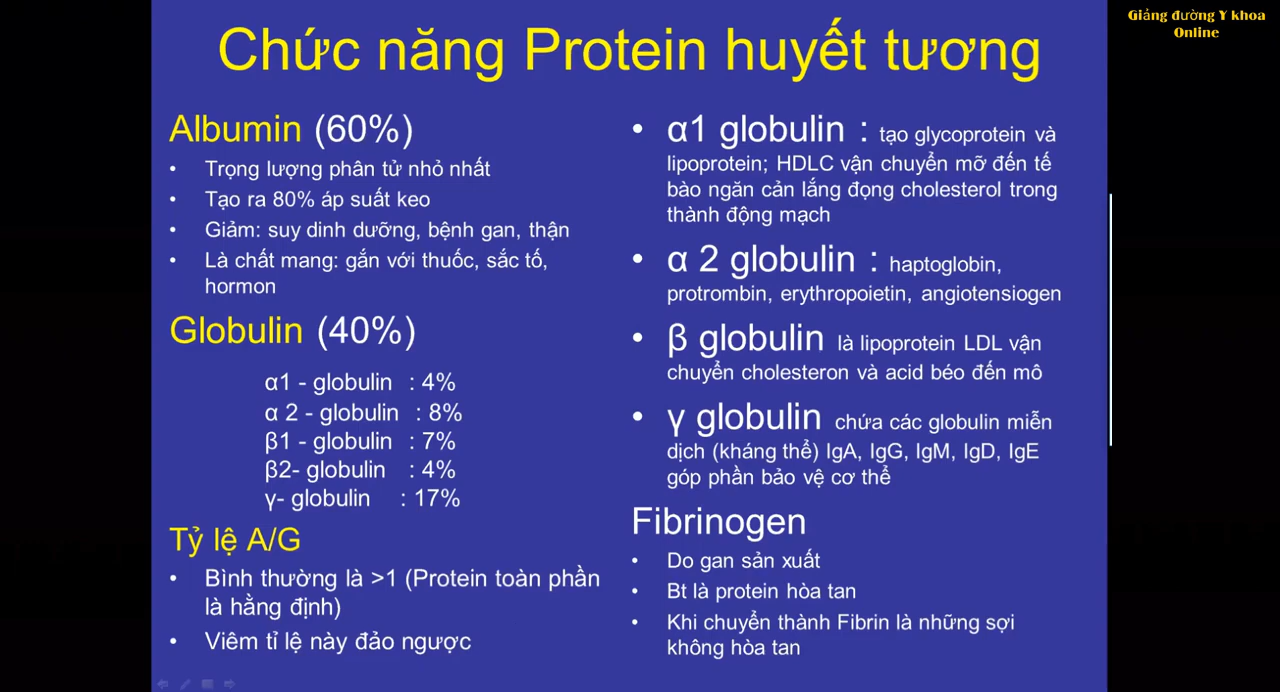 Giảng đường Y khoa
Online
Chức năng Protein huyết tương
Albumin (60%)
• Trọng lượng phân tử nhỏ nhất
• Tạo ra 80% áp suất keo
• Giảm: suy dinh dưỡng, bệnh gan, thận
• Là chất mang: gắn với thuốc, sắc tố,
hormon
Globulin (40%)
α1 - globulin : 4%
α 2 - globulin : 8%
β1 - globulin : 7%
β2- globulin : 4%
γ- globulin : 17%
Tỷ lệ A/G
• Bình thường là >1 (Protein toàn phần
là hằng định)
• Viêm tỉ lệ này đảo ngược
• α1 globulin : tạo glycoprotein và
lipoprotein; HDLC vận chuyển mỡ đến tế
bào ngăn cản lắng đọng cholesterol trong
thành động mạch
• α 2 globulin : haptoglobin,
protrombin, erythropoietin, angiotensiogen
• β globulin là lipoprotein LDL vận
chuyển cholesteron và acid béo đến mô
• γ globulin chứa các globulin miễn
dịch (kháng thể) IgA, IgG, IgM, IgD, IgE
góp phần bảo vệ cơ thể
Fibrinogen
• Do gan sản xuất
• Bt là protein hòa tan
• Khi chuyển thành Fibrin là những sợi
không hòa tan